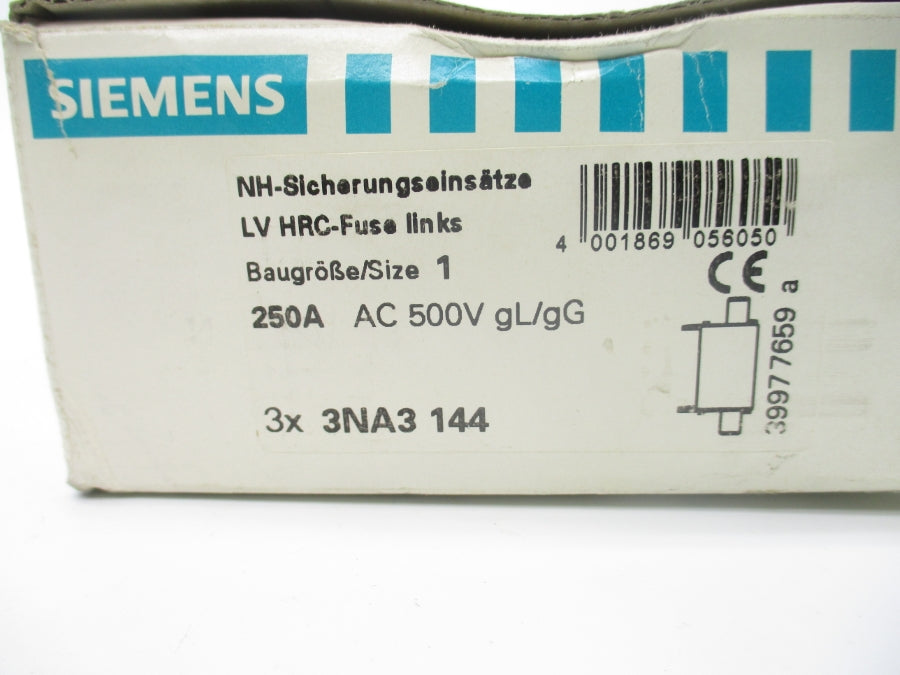 SIEMENS
NH-Sicherungseinsätze
LV HRC-Fuse links
Baugröße/Size 1
250A AC 500V gL/gG
3x 3NA3 144
4 001869 056050
CE
39977659 a